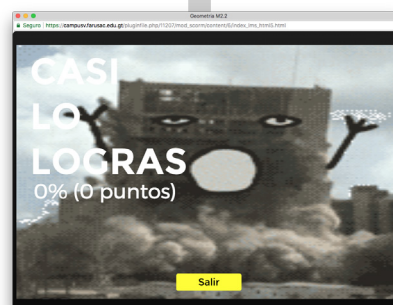 Geometría M2.2
Seguro | https://campusv.farusac.edu.gt/pluginfile.php/11207/mod_scorm/content/5/index_lms_html5.html
CASI
LO
LOGRAS
0% (0 puntos)
Salir